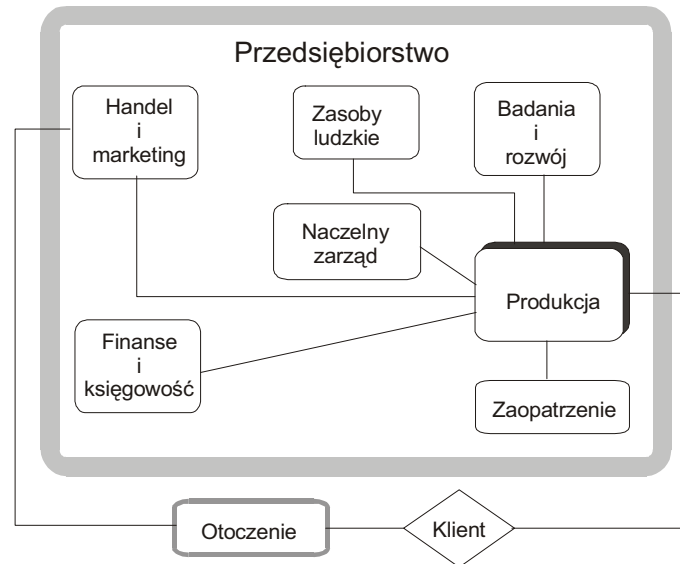 Przedsiębiorstwo
Handel
i
marketing
Zasoby
ludzkie
Badania
i
rozwój
Naczelny
zarząd
Produkcja
Finanse
i
księgowość
Zaopatrzenie
Otoczenie
Klient